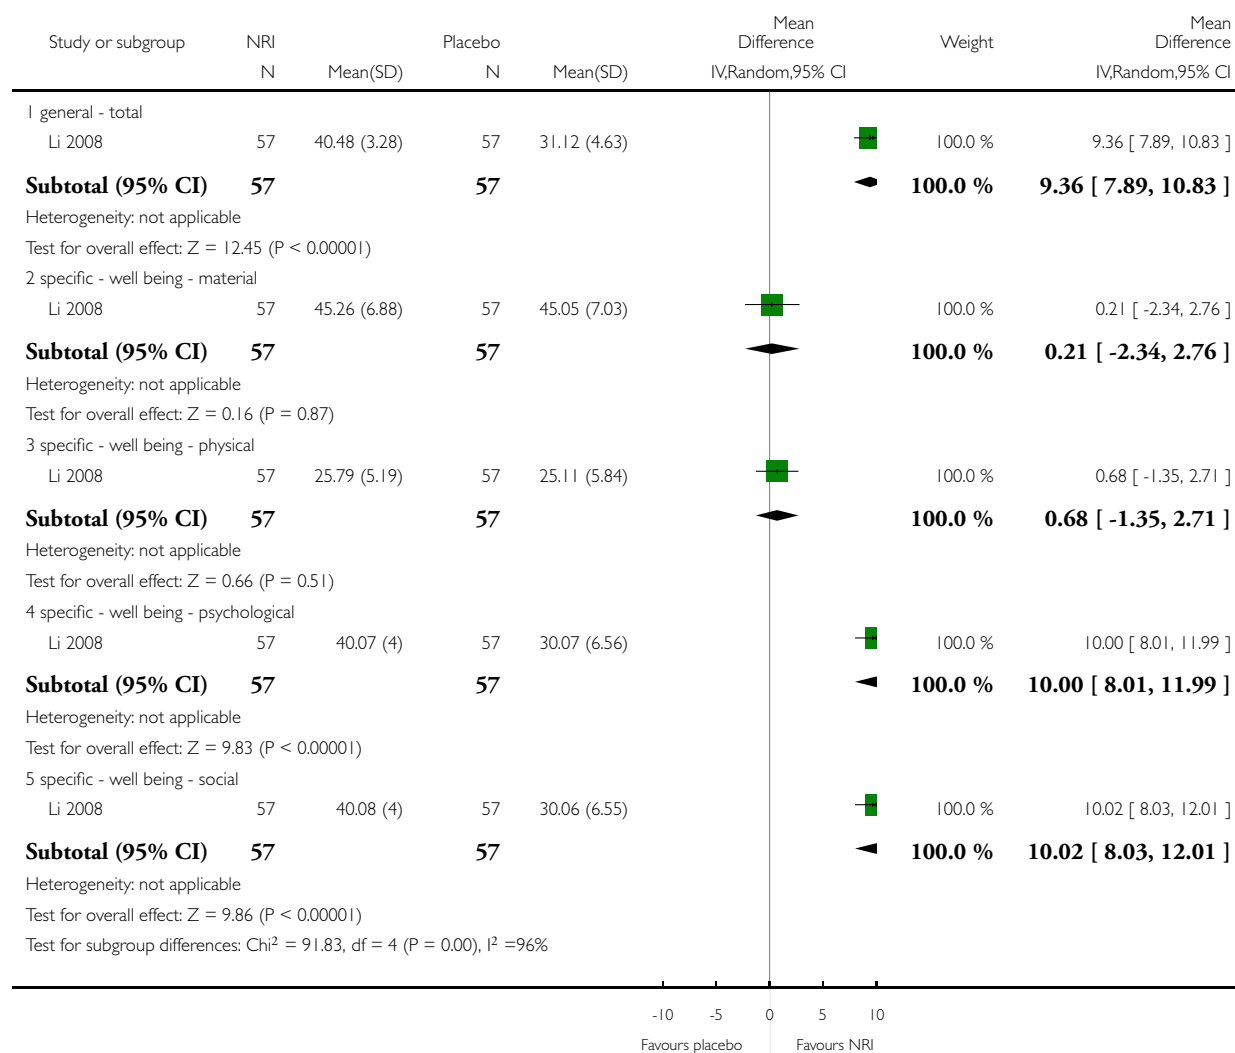 Study or subgroup NRI Placebo Mean Difference Weight Mean Difference
N Mean(SD) N Mean(SD) IV,Random,95% CI IV,Random,95% CI
1 general - total
Li 2008 57 40.48 (3.28) 57 31.12 (4.63) 100.0 % 9.36 [ 7.89, 10.83 ]
Subtotal (95% CI) 57 57 100.0 % 9.36 [ 7.89, 10.83 ]
Heterogeneity: not applicable
Test for overall effect: Z = 12.45 (P < 0.00001)
2 specific - well being - material
Li 2008 57 45.26 (6.88) 57 45.05 (7.03) 100.0 % 0.21 [ -2.34, 2.76 ]
Subtotal (95% CI) 57 57 100.0 % 0.21 [ -2.34, 2.76 ]
Heterogeneity: not applicable
Test for overall effect: Z = 0.16 (P = 0.87)
3 specific - well being - physical
Li 2008 57 25.79 (5.19) 57 25.11 (5.84) 100.0 % 0.68 [ -1.35, 2.71 ]
Subtotal (95% CI) 57 57 100.0 % 0.68 [ -1.35, 2.71 ]
Heterogeneity: not applicable
Test for overall effect: Z = 0.66 (P = 0.51)
4 specific - well being - psychological
Li 2008 57 40.07 (4) 57 30.07 (6.56) 100.0 % 10.00 [ 8.01, 11.99 ]
Subtotal (95% CI) 57 57 100.0 % 10.00 [ 8.01, 11.99 ]
Heterogeneity: not applicable
Test for overall effect: Z = 9.83 (P < 0.00001)
5 specific - well being - social
Li 2008 57 40.08 (4) 57 30.06 (6.55) 100.0 % 10.02 [ 8.03, 12.01 ]
Subtotal (95% CI) 57 57 100.0 % 10.02 [ 8.03, 12.01 ]
Heterogeneity: not applicable
Test for overall effect: Z = 9.86 (P < 0.00001)
Test for subgroup differences: Chi² = 91.83, df = 4 (P = 0.00), I² =96%
-10 -5 0 5 10
Favours placebo Favours NRI